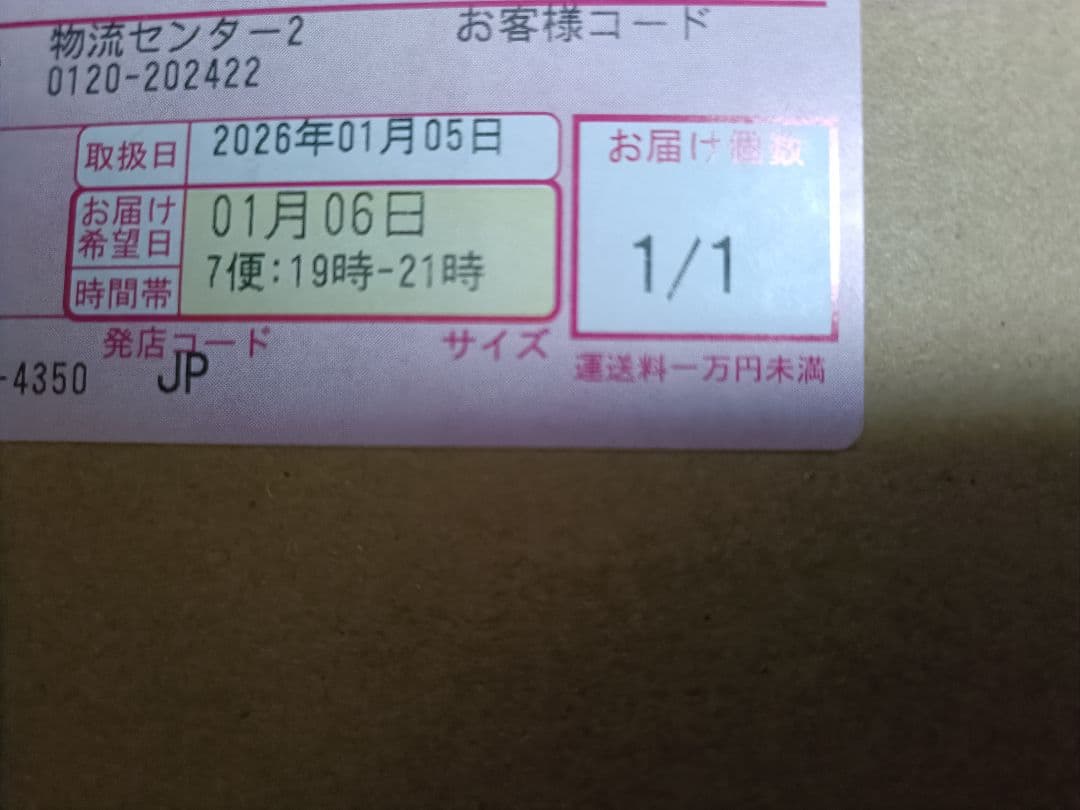 物流センター2
お客様コード
0120-202422
取扱日
2026年01月05日
お届け
希望日
01月06日
時間帯
7便:19時-21時
お届け個数
1/1
発店コード
サイズ
-4350
JP
運送料一万円未満